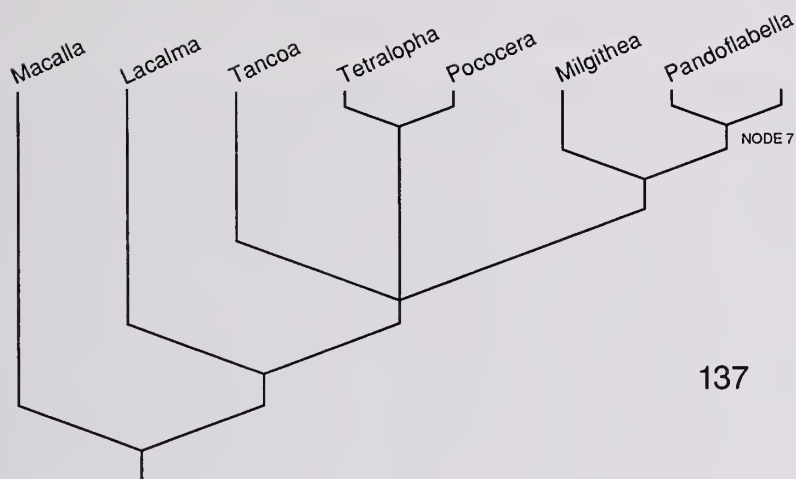 Macalla
Lacalma
Tancoa
Tetralopha
Pococera
Milgithea
Pandoflabella
NODE 7
137